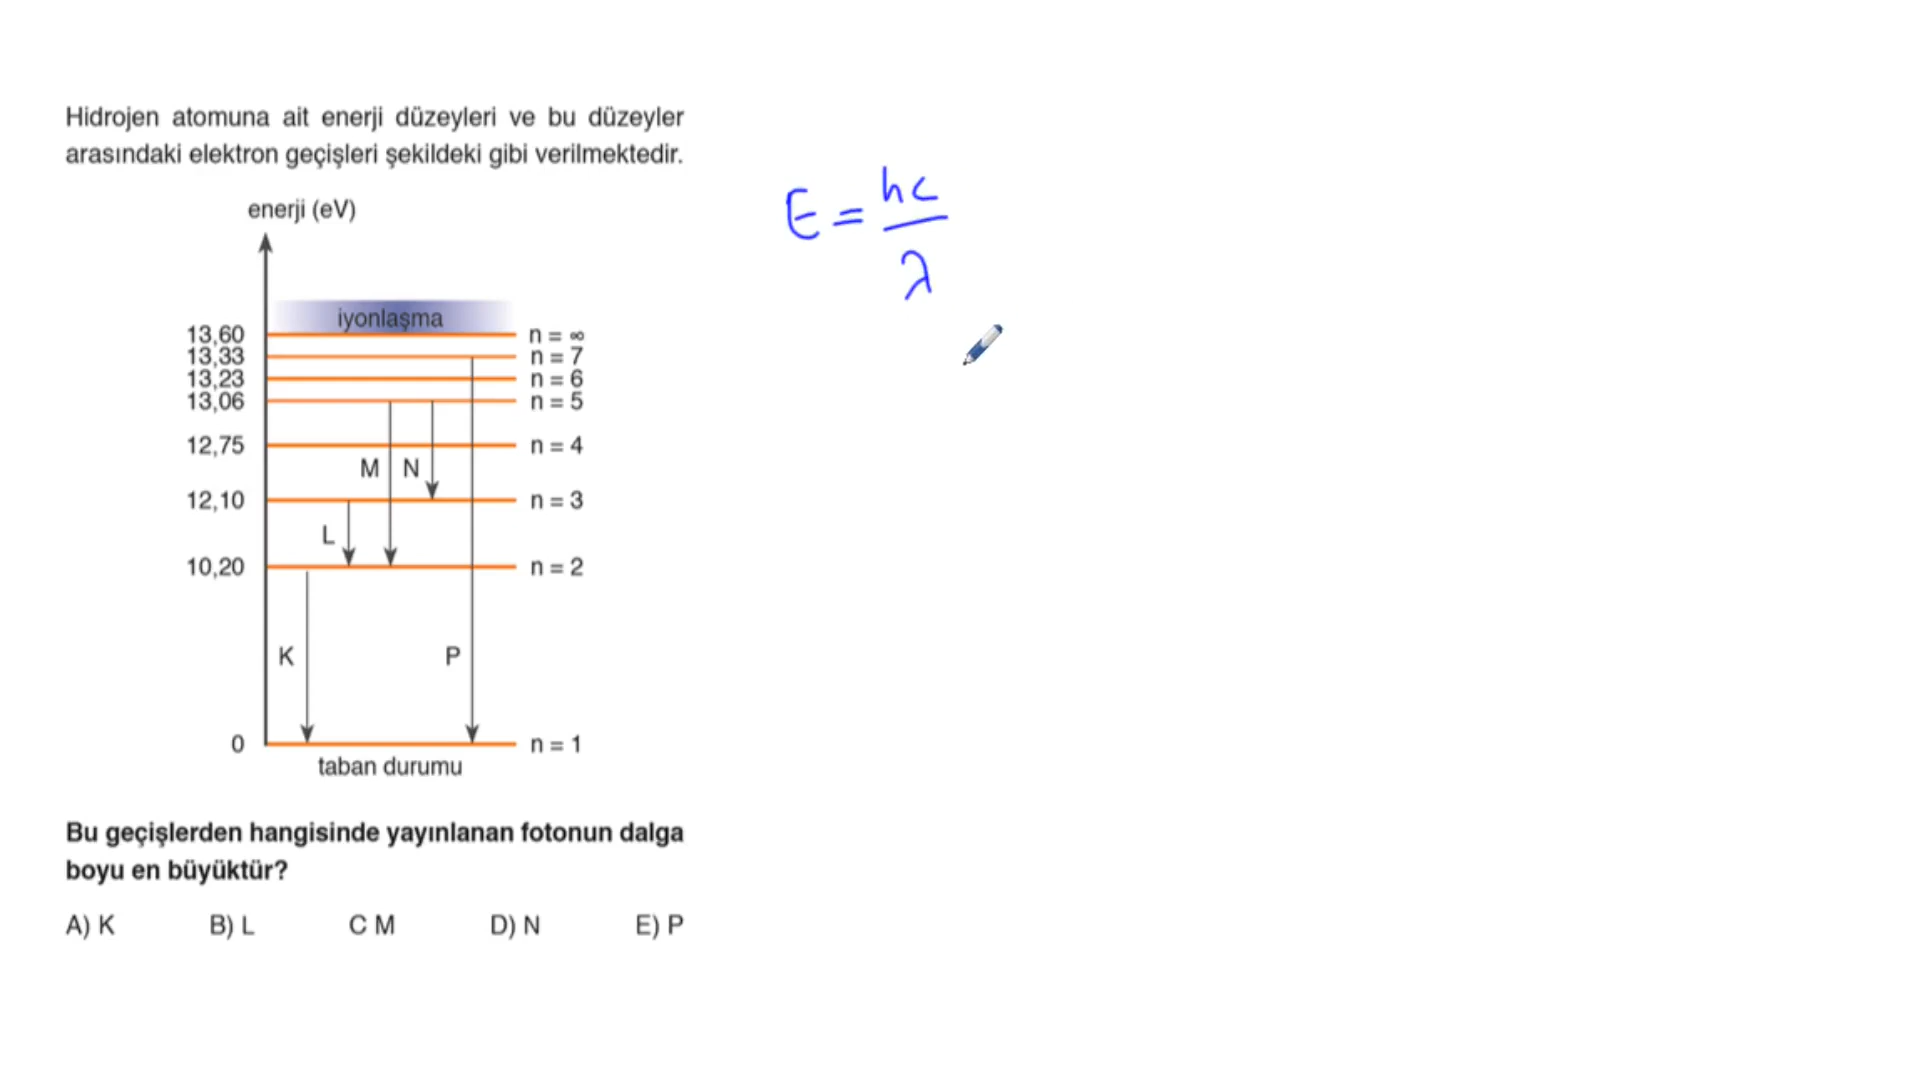 Hidrojen atomuna ait enerji düzeyleri ve bu düzeyler
arasındaki elektron geçişleri şekildeki gibi verilmektedir.
enerji (eV)
iyonlaşma
13,60 n = ∞
13,33 n = 7
13,23 n = 6
13,06 n = 5
12,75 n = 4
M N
12,10 n = 3
L
10,20 n = 2
K P
0 n = 1
taban durumu
Bu geçişlerden hangisinde yayınlanan fotonun dalga
boyu en büyüktür?
A) K B) L C M D) N E) P
E = hc
λ